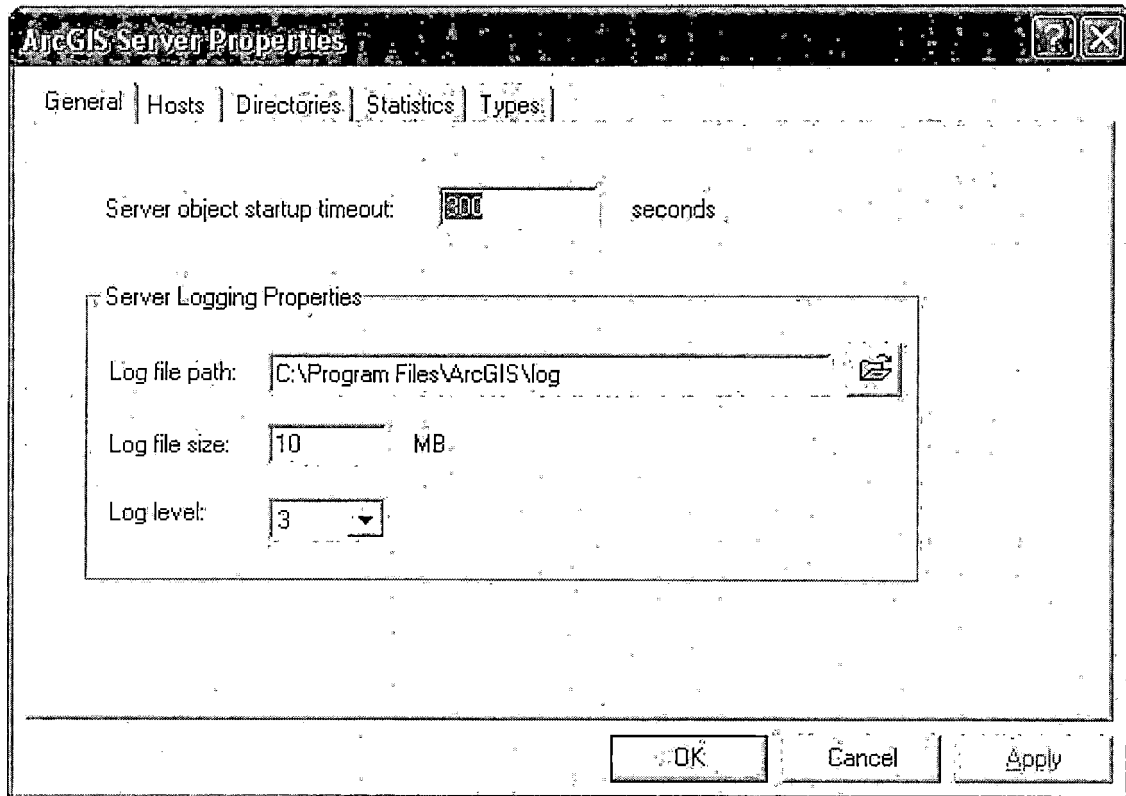 ArcGIS Server Properties
General Hosts Directories Statistics Types
Server object startup timeout: 300 seconds
Server Logging Properties
Log file path: C:\Program Files\ArcGIS\log
Log file size: 10 MB
Log level: 3
OK Cancel Apply